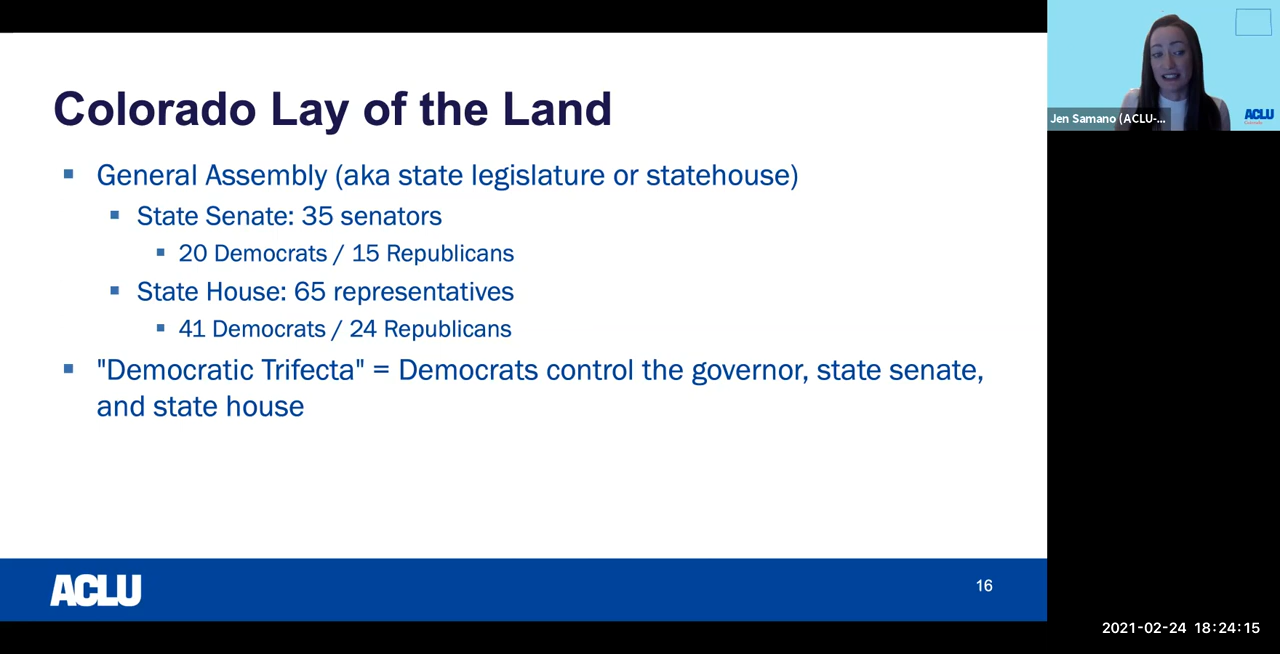 Colorado Lay of the Land
▪ General Assembly (aka state legislature or statehouse)
▪ State Senate: 35 senators
▪ 20 Democrats / 15 Republicans
▪ State House: 65 representatives
▪ 41 Democrats / 24 Republicans
▪ "Democratic Trifecta" = Democrats control the governor, state senate,
and state house
ACLU
16
Jen Samano (ACLU-...
ACLU
2021-02-24 18:24:15